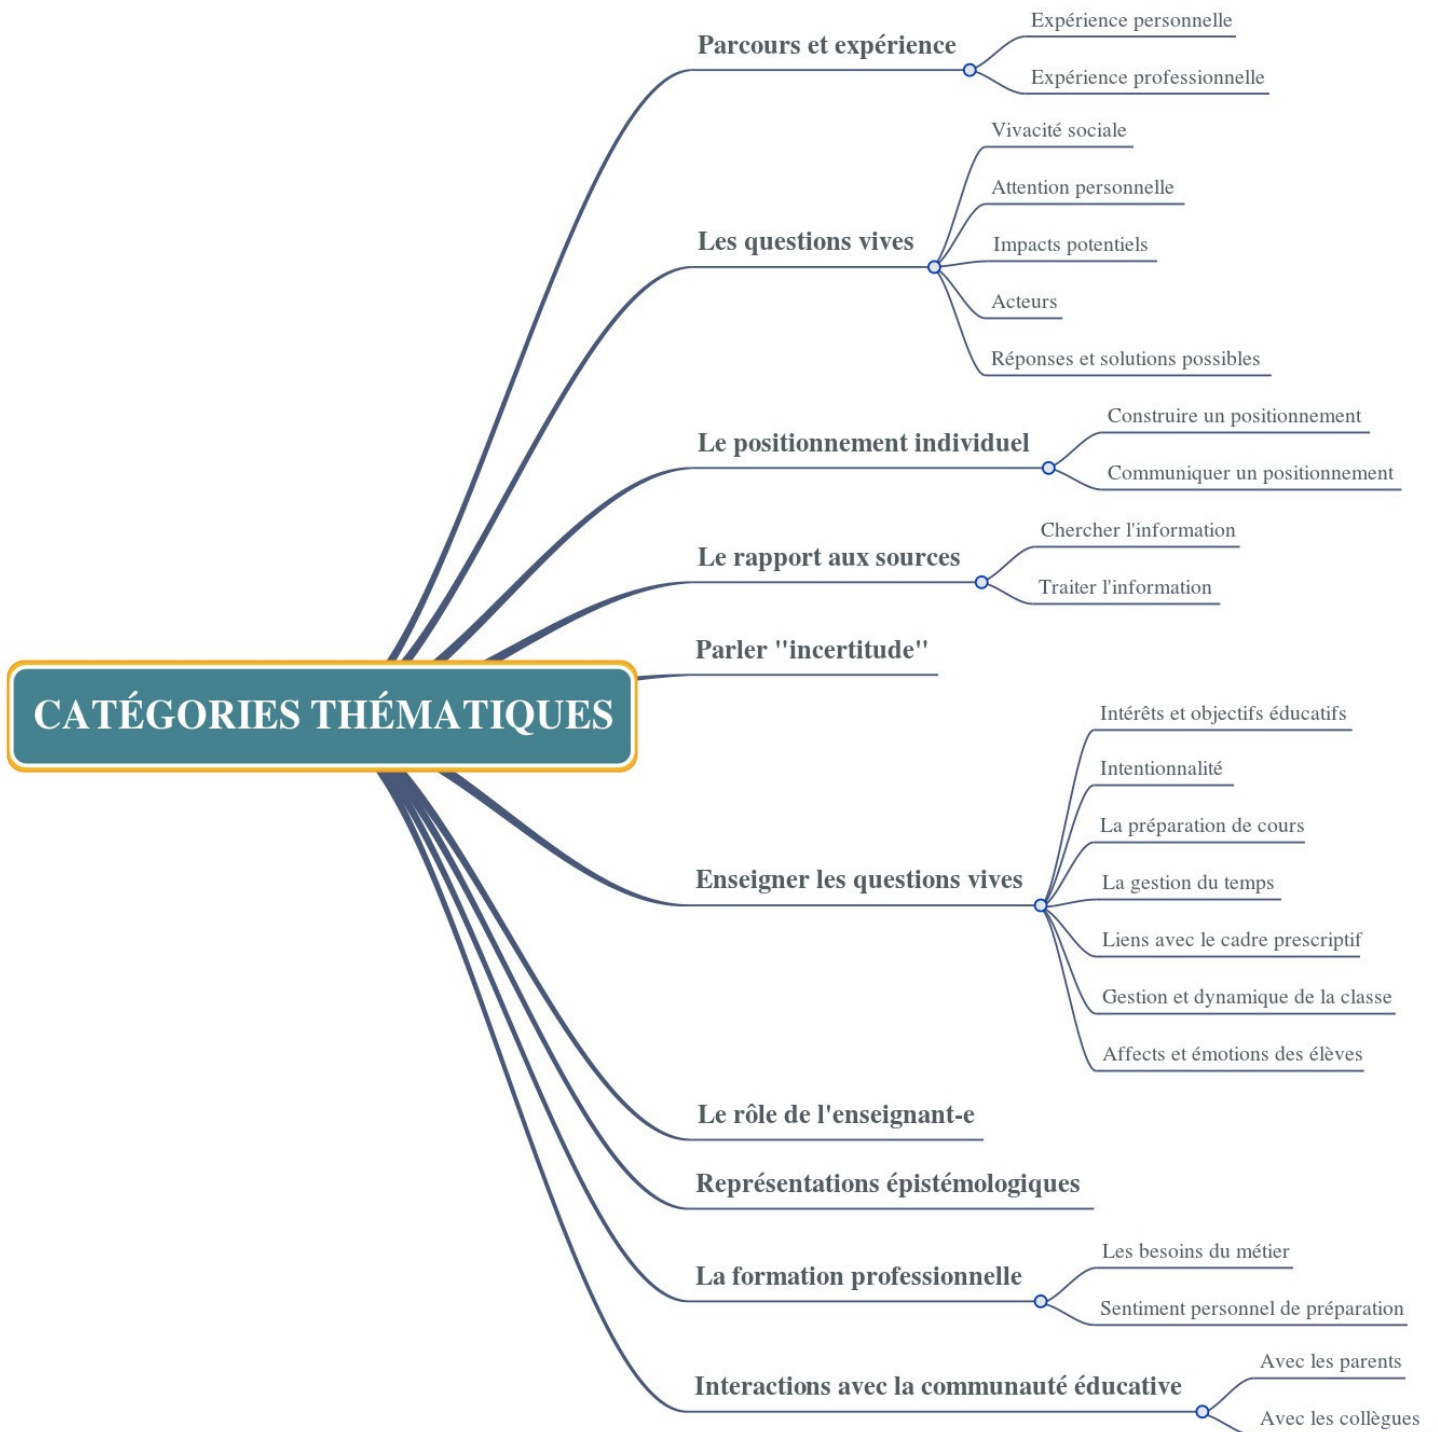 CATÉGORIES THÉMATIQUES
Parcours et expérience
Expérience personnelle
Expérience professionnelle
Les questions vives
Vivacité sociale
Attention personnelle
Impacts potentiels
Acteurs
Réponses et solutions possibles
Le positionnement individuel
Construire un positionnement
Communiquer un positionnement
Le rapport aux sources
Chercher l'information
Traiter l'information
Parler "incertitude"
Enseigner les questions vives
Intérêts et objectifs éducatifs
Intentionnalité
La préparation de cours
La gestion du temps
Liens avec le cadre prescriptif
Gestion et dynamique de la classe
Affects et émotions des élèves
Le rôle de l'enseignant-e
Représentations épistémologiques
La formation professionnelle
Les besoins du métier
Sentiment personnel de préparation
Interactions avec la communauté éducative
Avec les parents
Avec les collègues